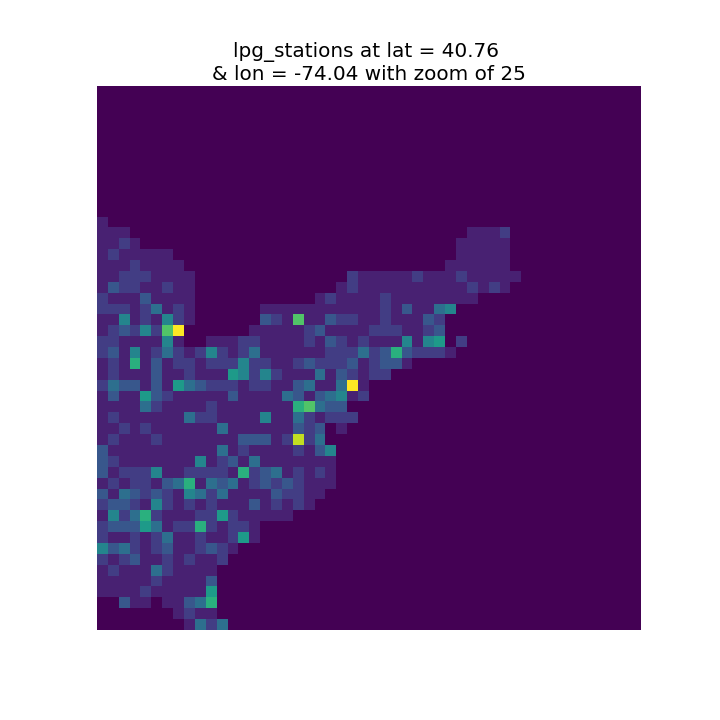 lpg_stations at lat = 40.76
& lon = -74.04 with zoom of 25